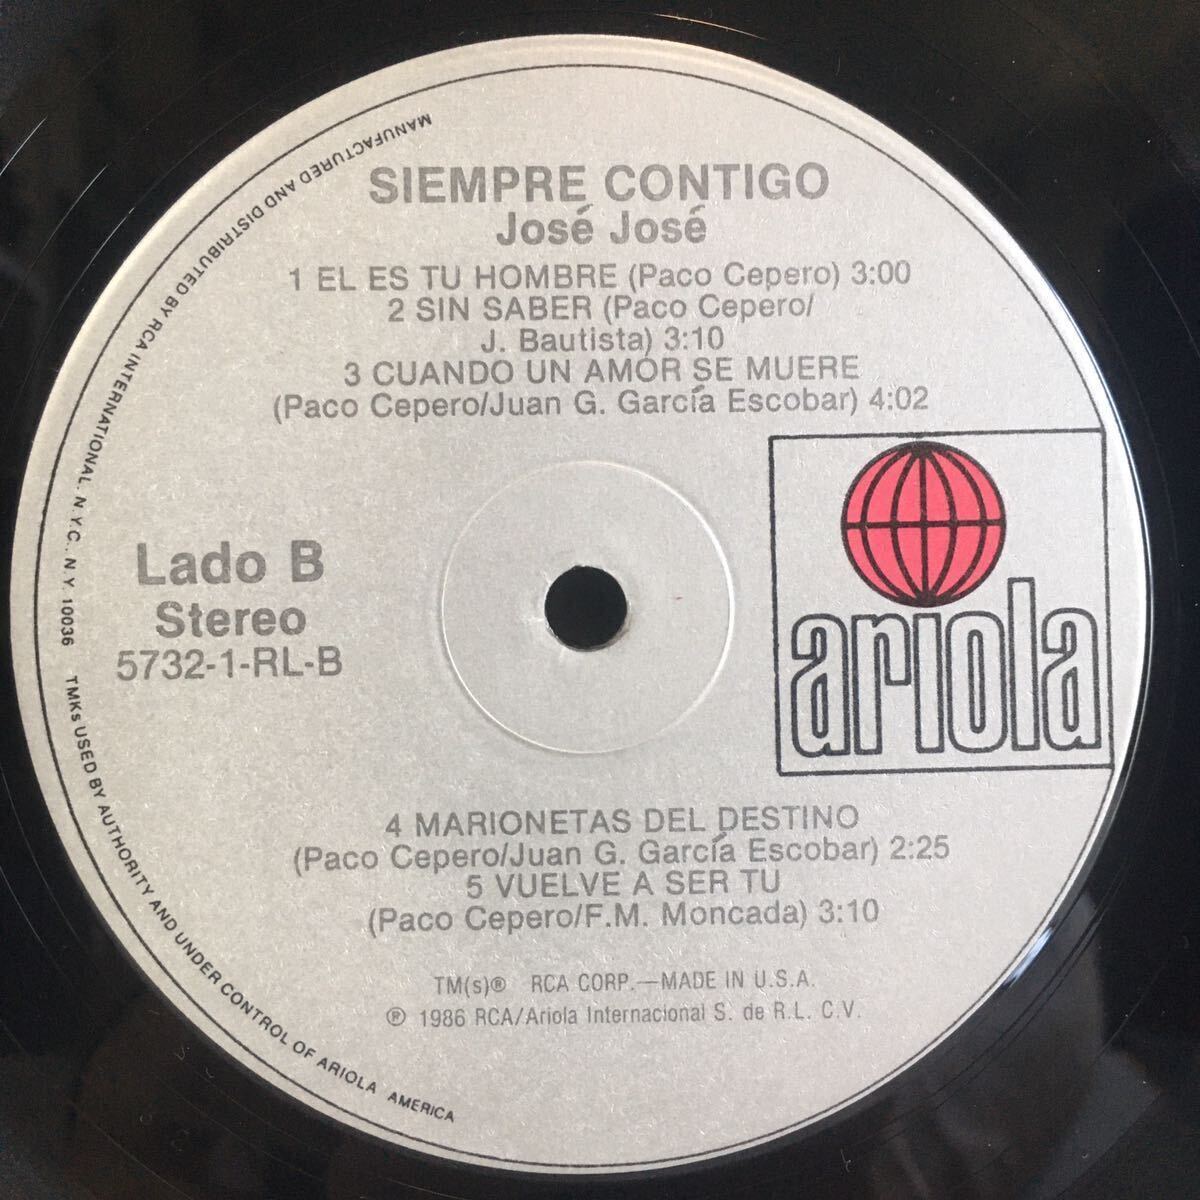 SIEMPRE CONTIGO
José José
1 EL ES TU HOMBRE (Paco Cepero) 3:00
2 SIN SABER (Paco Cepero/
J. Bautista) 3:10
3 CUANDO UN AMOR SE MUERE
(Paco Cepero/Juan G. García Escobar) 4:02
Lado B
Stereo
5732-1-RL-B
ariola
4 MARIONETAS DEL DESTINO
(Paco Cepero/Juan G. García Escobar) 2:25
5 VUELVE A SER TU
(Paco Cepero/F.M. Moncada) 3:10
TM(s)® RCA CORP.—MADE IN U.S.A.
℗ 1986 RCA/Ariola Internacional S. de R.L. C.V.
MANUFACTURED AND DISTRIBUTED BY RCA INTERNATIONAL, N.Y.C., N.Y. 10036 TMKs USED BY AUTHORITY AND UNDER CONTROL OF ARIOLA AMERICA